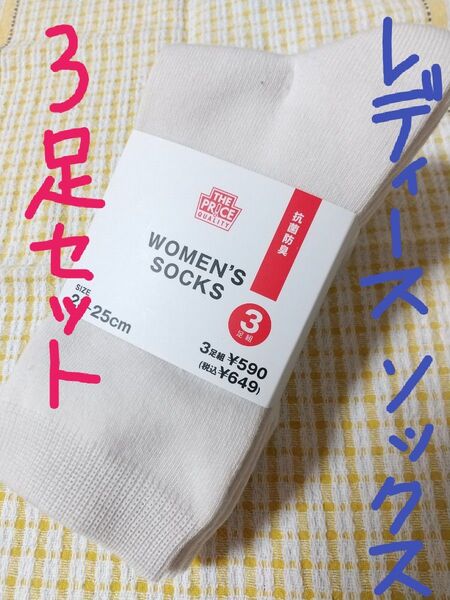 レディース ソックス
3足セット
THE
PRICE
QUALITY
抗菌防臭
WOMEN'S
SOCKS
3
足組
SIZE
25cm
3足組 ¥590
(税込 ¥649)